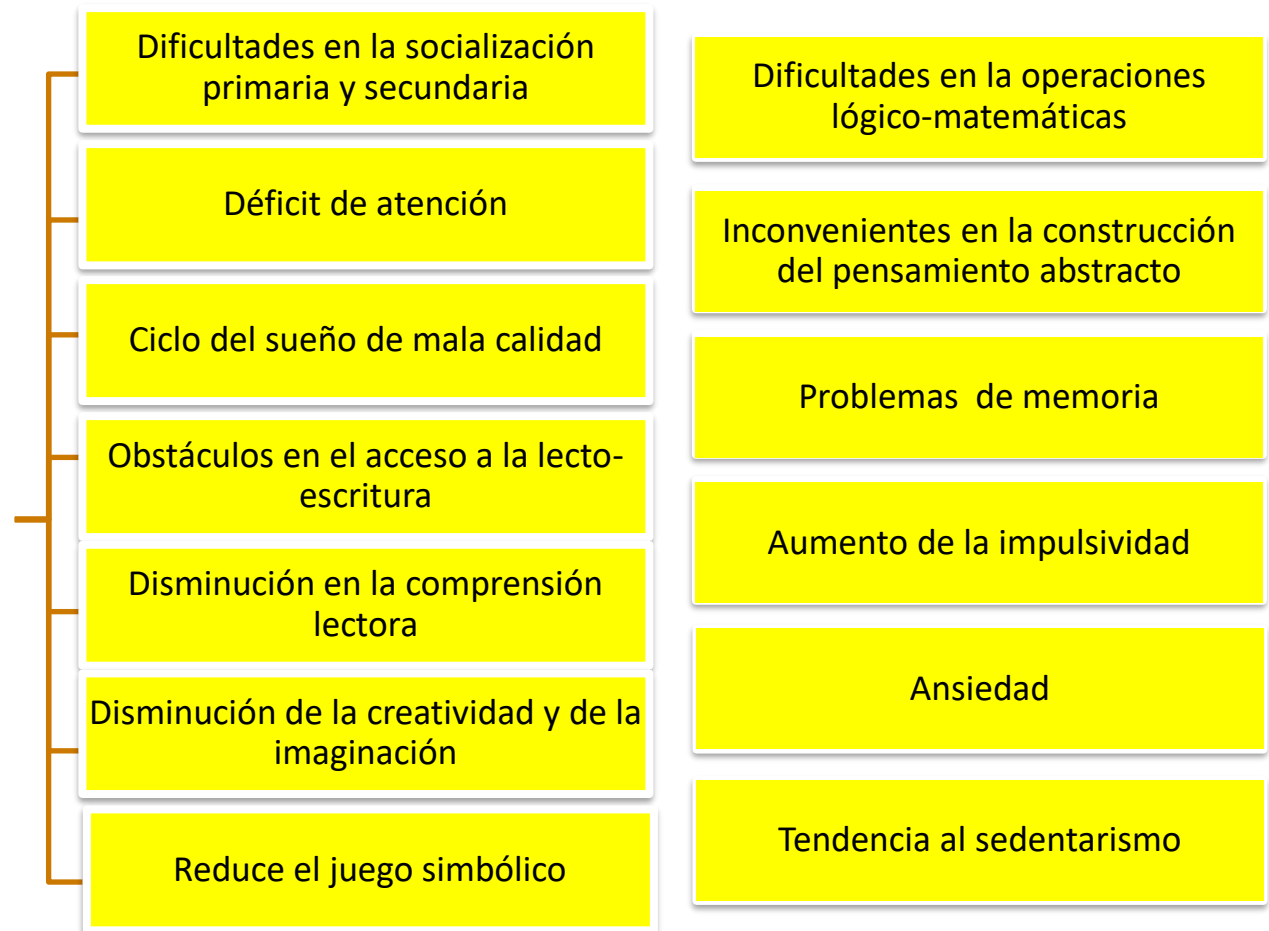 Dificultades en la socialización
primaria y secundaria
Déficit de atención
Ciclo del sueño de mala calidad
Obstáculos en el acceso a la lecto-
escritura
Disminución en la comprensión
lectora
Disminución de la creatividad y de la
imaginación
Reduce el juego simbólico
Dificultades en la operaciones
lógico-matemáticas
Inconvenientes en la construcción
del pensamiento abstracto
Problemas de memoria
Aumento de la impulsividad
Ansiedad
Tendencia al sedentarismo